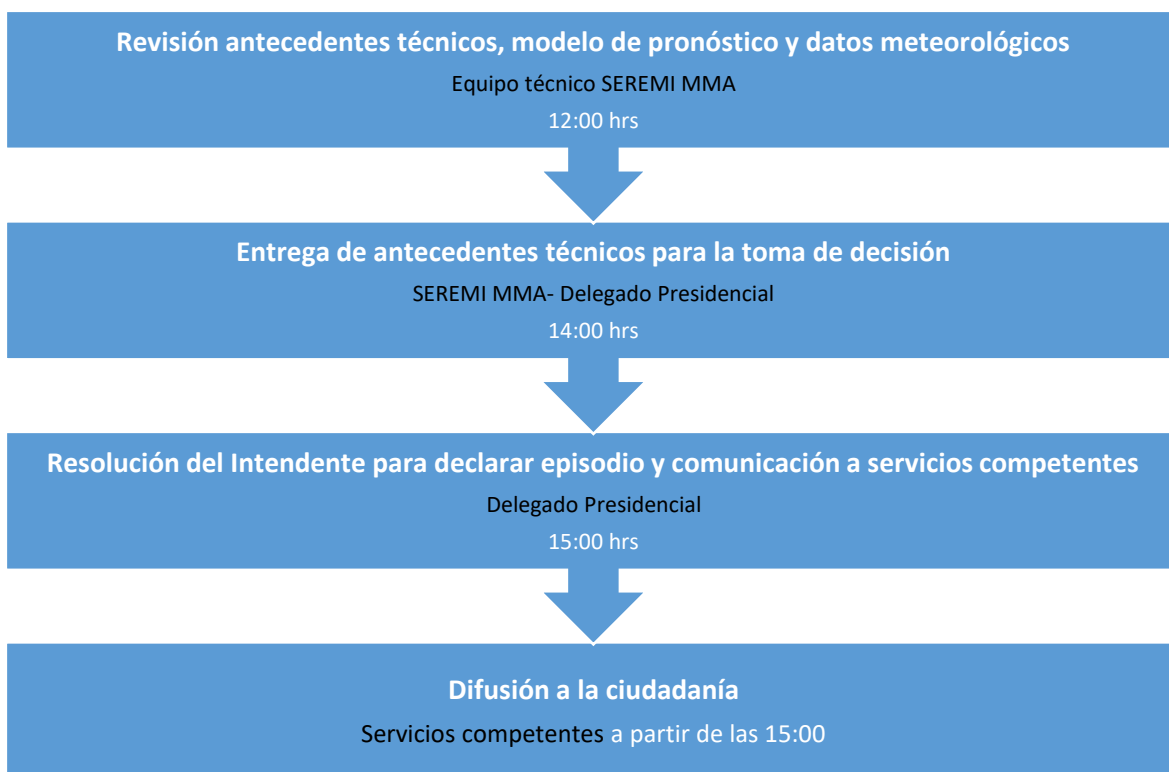 Revisión antecedentes técnicos, modelo de pronóstico y datos meteorológicos
Equipo técnico SEREMI MMA
12:00 hrs
Entrega de antecedentes técnicos para la toma de decisión
SEREMI MMA- Delegado Presidencial
14:00 hrs
Resolución del Intendente para declarar episodio y comunicación a servicios competentes
Delegado Presidencial
15:00 hrs
Difusión a la ciudadanía
Servicios competentes a partir de las 15:00